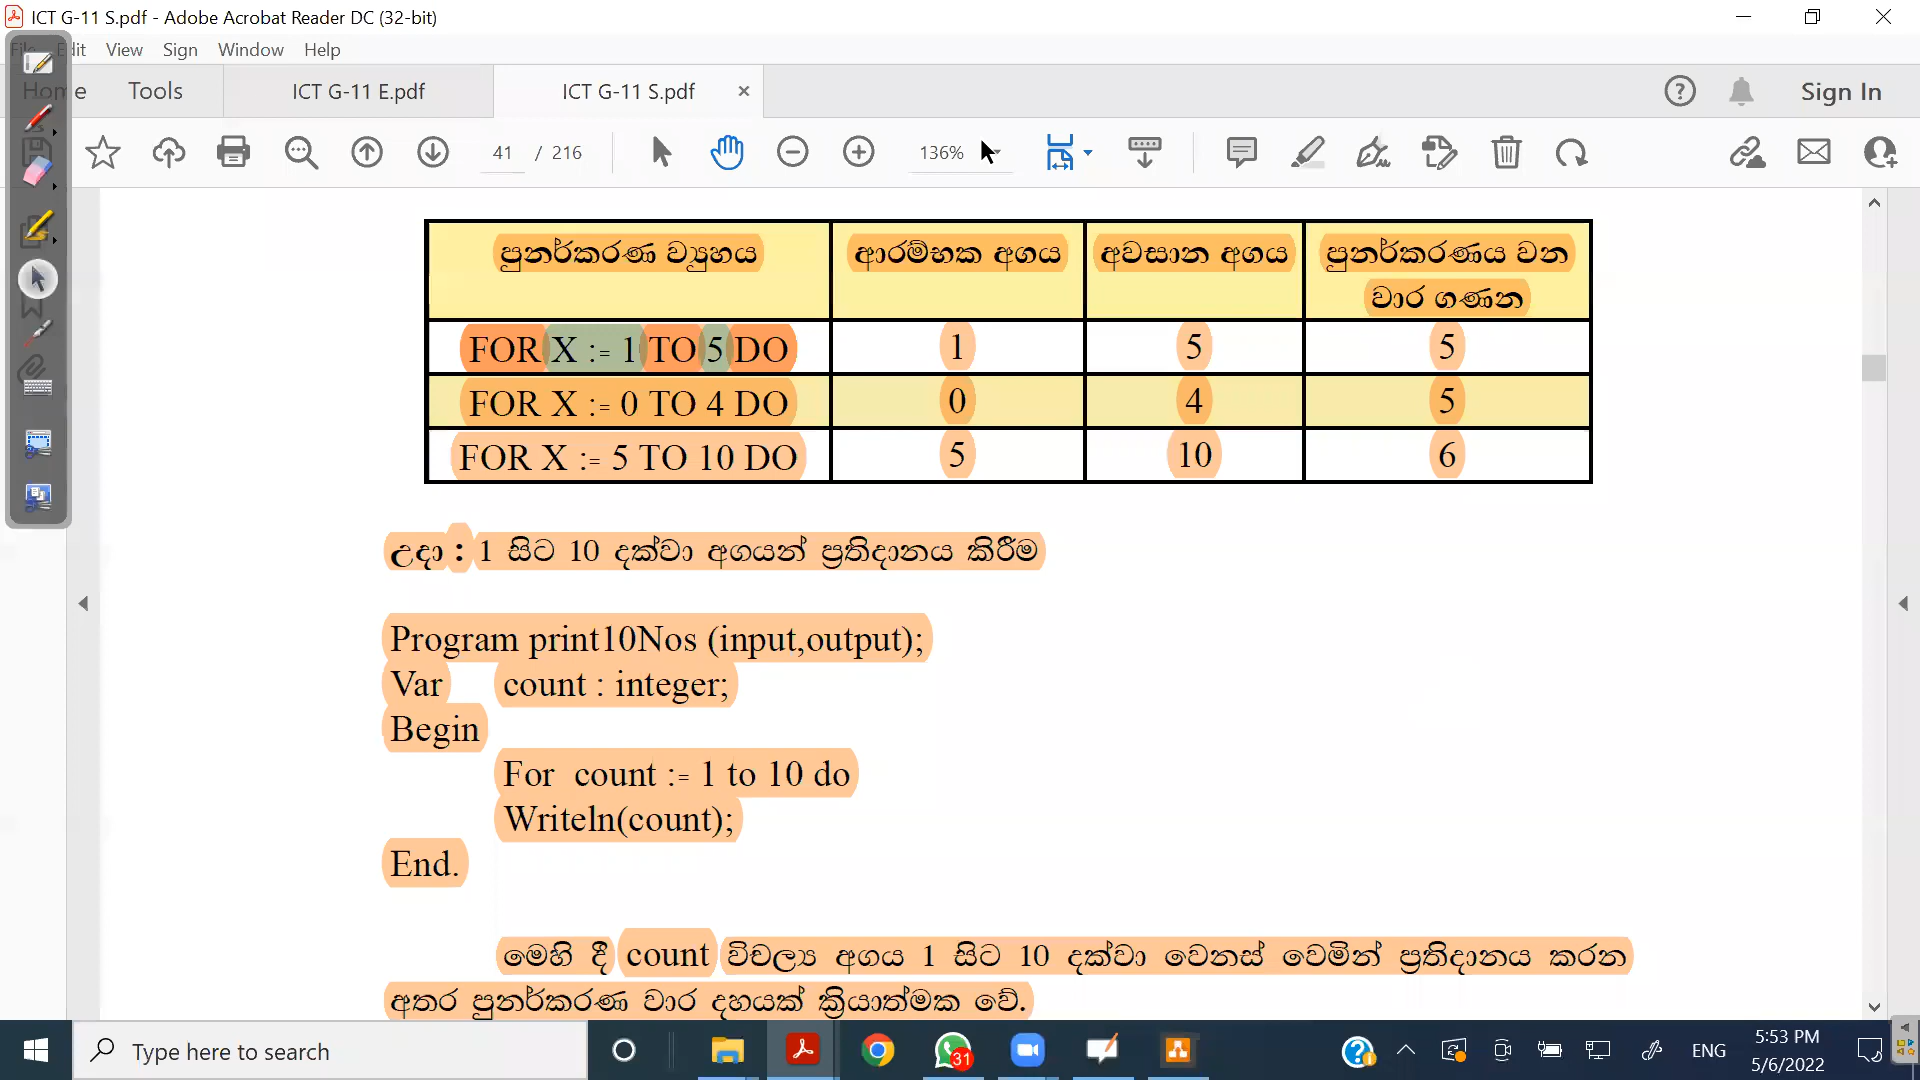 ICT G-11 S.pdf - Adobe Acrobat Reader DC (32-bit)
File Edit View Sign Window Help
Home Tools ICT G-11 E.pdf ICT G-11 S.pdf Sign In
41 / 216 136%
පුනර්කරණ ව්‍යුහය ආරම්භක අගය අවසාන අගය පුනර්කරණය වන
වාර ගණන
FOR X := 1 TO 5 DO 1 5 5
FOR X := 0 TO 4 DO 0 4 5
FOR X := 5 TO 10 DO 5 10 6
උදා : 1 සිට 10 දක්වා අගයන් ප්‍රතිදානය කිරීම
Program print10Nos (input,output);
Var count : integer;
Begin
For count := 1 to 10 do
Writeln(count);
End.
මෙහි දී count විචල්‍ය අගය 1 සිට 10 දක්වා වෙනස් වෙමින් ප්‍රතිදානය කරන
අතර පුනර්කරණ වාර දහයක් ක්‍රියාත්මක වේ.
Type here to search 31 ENG 5:53 PM
5/6/2022